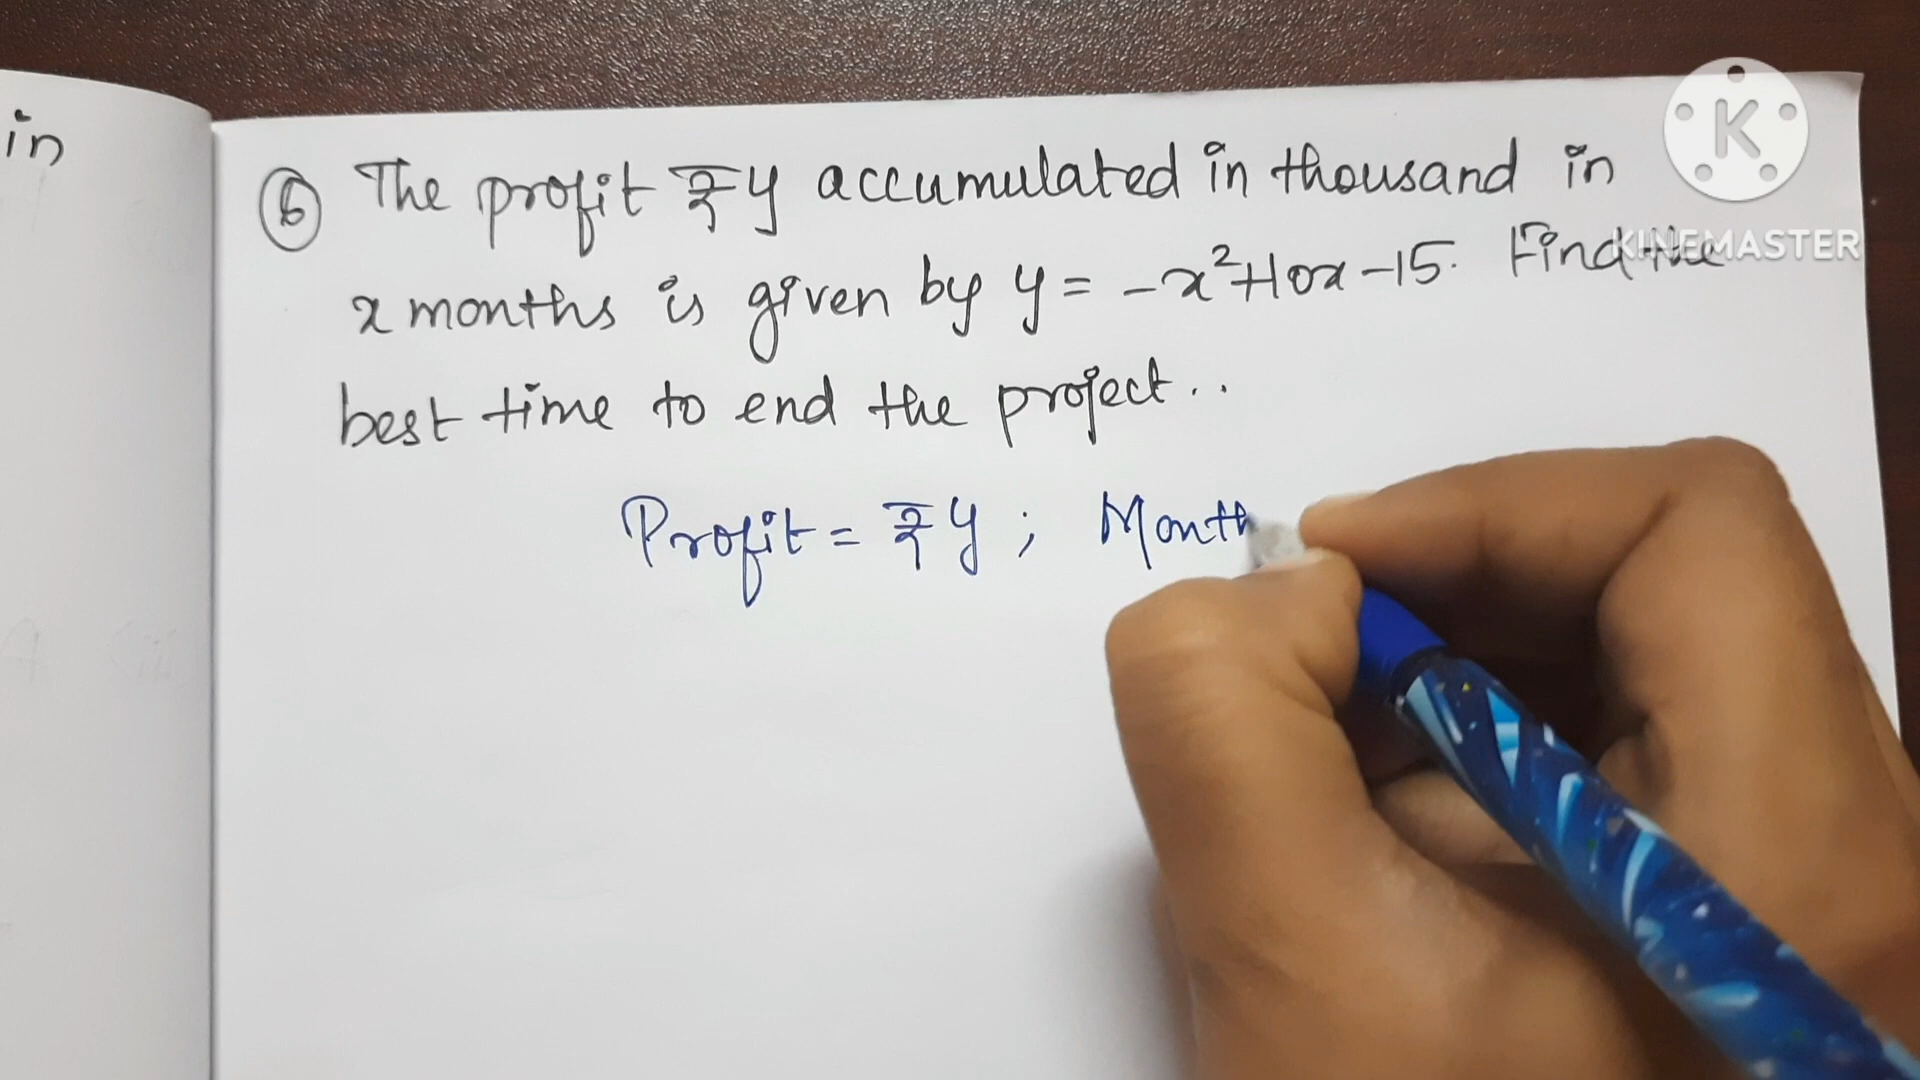 in
⑥ The profit ₹y accumulated in thousand in
x months is given by y = -x²+10x-15. Find the
best time to end the project..
Profit = ₹y ; Month
K
KINEMASTER